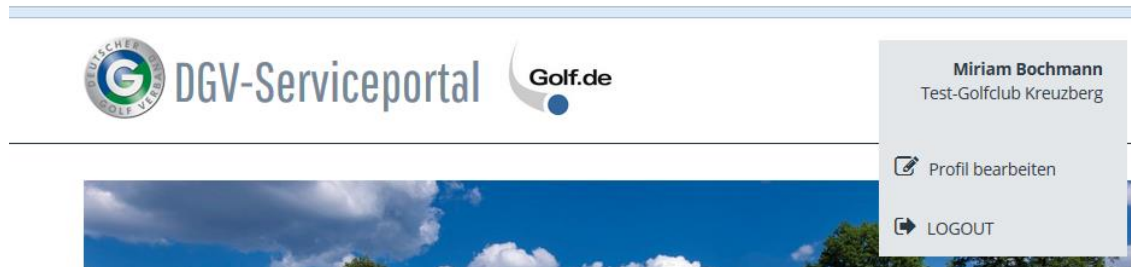 DEUTSCHER GOLF VERBAND
G
DGV-Serviceportal
Golf.de
Miriam Bochmann
Test-Golfclub Kreuzberg
Profil bearbeiten
LOGOUT